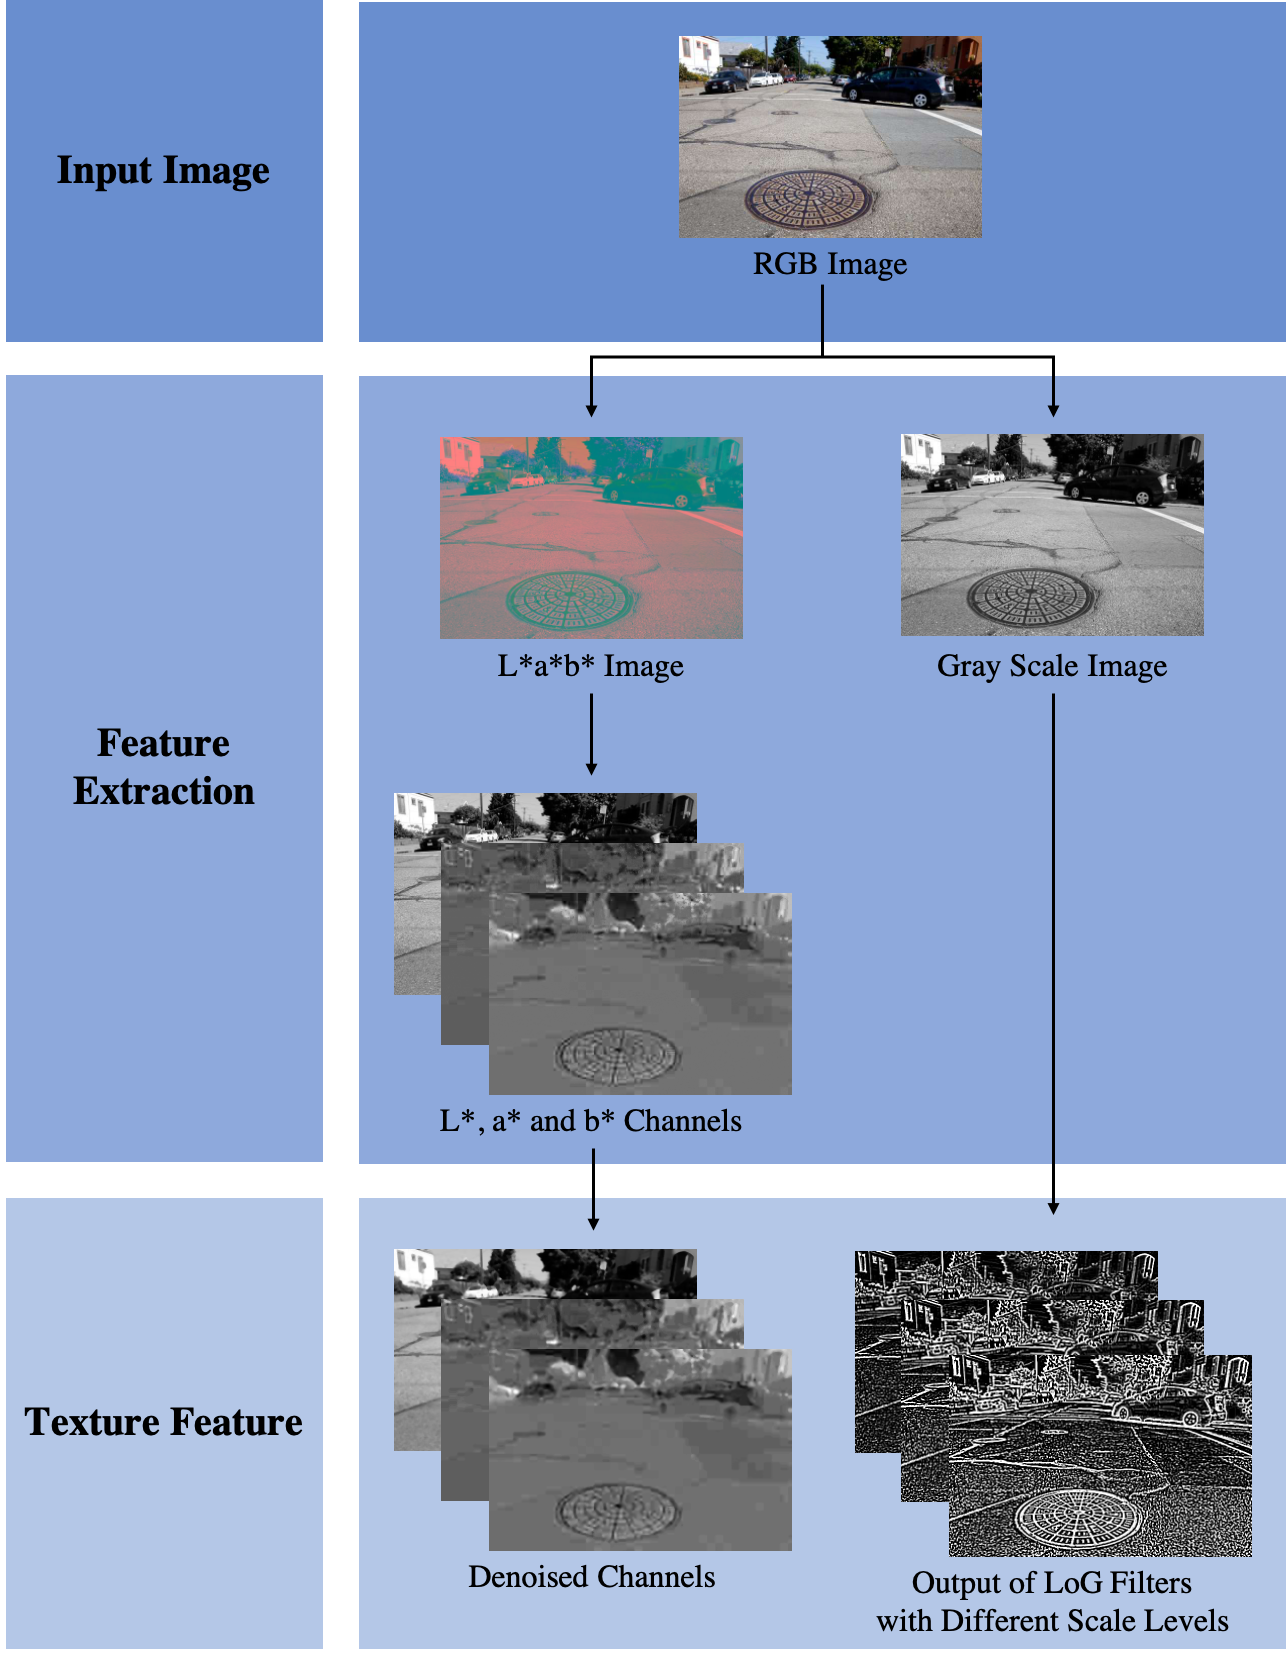 Input Image
RGB Image
Feature
Extraction
L*a*b* Image
Gray Scale Image
L*, a* and b* Channels
Texture Feature
Denoised Channels
Output of LoG Filters
with Different Scale Levels